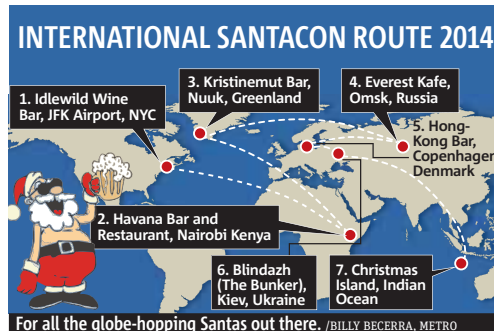 INTERNATIONAL SANTACON ROUTE 2014
1. Idlewild Wine
Bar, JFK Airport, NYC
3. Kristinemut Bar,
Nuuk, Greenland
4. Everest Kafe,
Omsk, Russia
5. Hong-
Kong Bar,
Copenhagen
Denmark
2. Havana Bar and
Restaurant, Nairobi Kenya
6. Blindazh
(The Bunker),
Kiev, Ukraine
7. Christmas
Island, Indian
Ocean
For all the globe-hopping Santas out there. /BILLY BECERRA, METRO